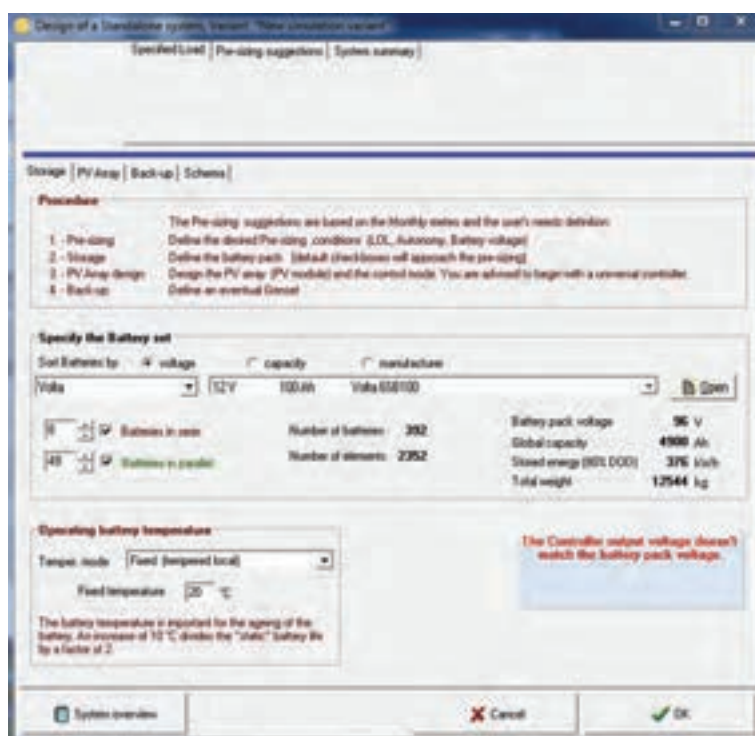 Design of a Standalone system, Variant "New simulation variant"
Specified Load Pre-sizing suggestions System summary
Storage PV Array Back-up Schema
Procedure
The Pre-sizing suggestions are based on the Monthly meteo and the user's needs definition
1 - Pre-sizing Define the desired Pre-sizing conditions (LOL, Autonomy, Battery voltage)
2 - Storage Define the battery pack (default checkboxes will approach the pre-sizing)
3 - PV Array design Design the PV array (PV module) and the control mode. You are advised to begin with a universal controller.
4 - Back-up Define an eventual Genset
Specify the Battery set
Sort Batteries by voltage capacity manufacturer
Volta 12 V 100 Ah Volta 6SB100 Open
8 Batteries in serie Number of batteries 392 Battery pack voltage 96 V
Global capacity 4900 Ah
49 Batteries in parallel Number of elements 2352 Stored energy (80% DOD) 376 kWh
Total weight 12544 kg
Operating battery temperature
Temper. mode Fixed (tempered local)
Fixed temperature 20 °C
The battery temperature is important for the ageing of the
battery. An increase of 10 °C divides the "static" battery life
by a factor of 2.
The Controller output voltage doesn't
match the battery pack voltage.
System overview Cancel OK